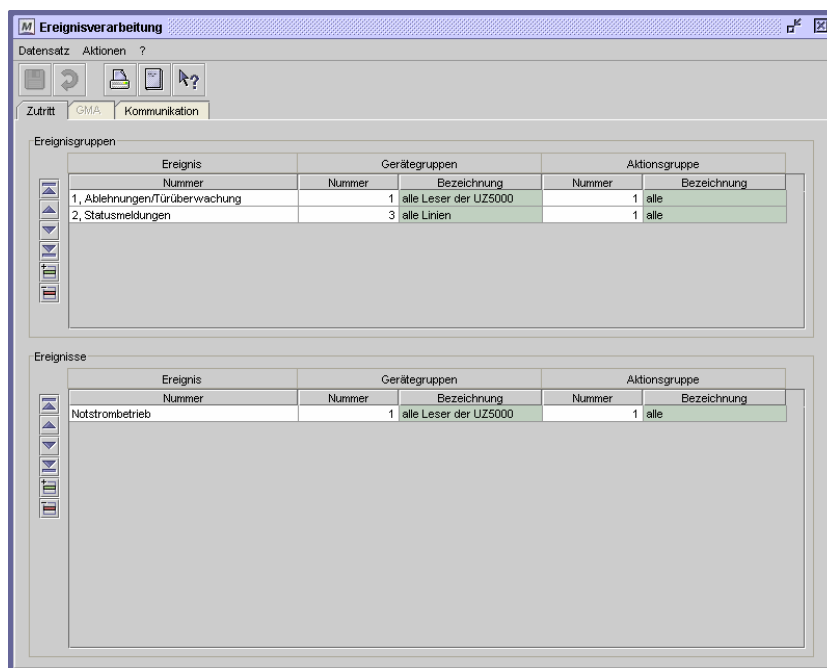 Ereignisverarbeitung
Datensatz Aktionen ?
Zutritt GMA Kommunikation
Ereignisgruppen
Ereignis Gerätegruppen Aktionsgruppe
Nummer Nummer Bezeichnung Nummer Bezeichnung
1, Ablehnungen/Türüberwachung 1 alle Leser der UZ5000 1 alle
2, Statusmeldungen 3 alle Linien 1 alle
Ereignisse
Ereignis Gerätegruppen Aktionsgruppe
Nummer Nummer Bezeichnung Nummer Bezeichnung
Notstrombetrieb 1 alle Leser der UZ5000 1 alle